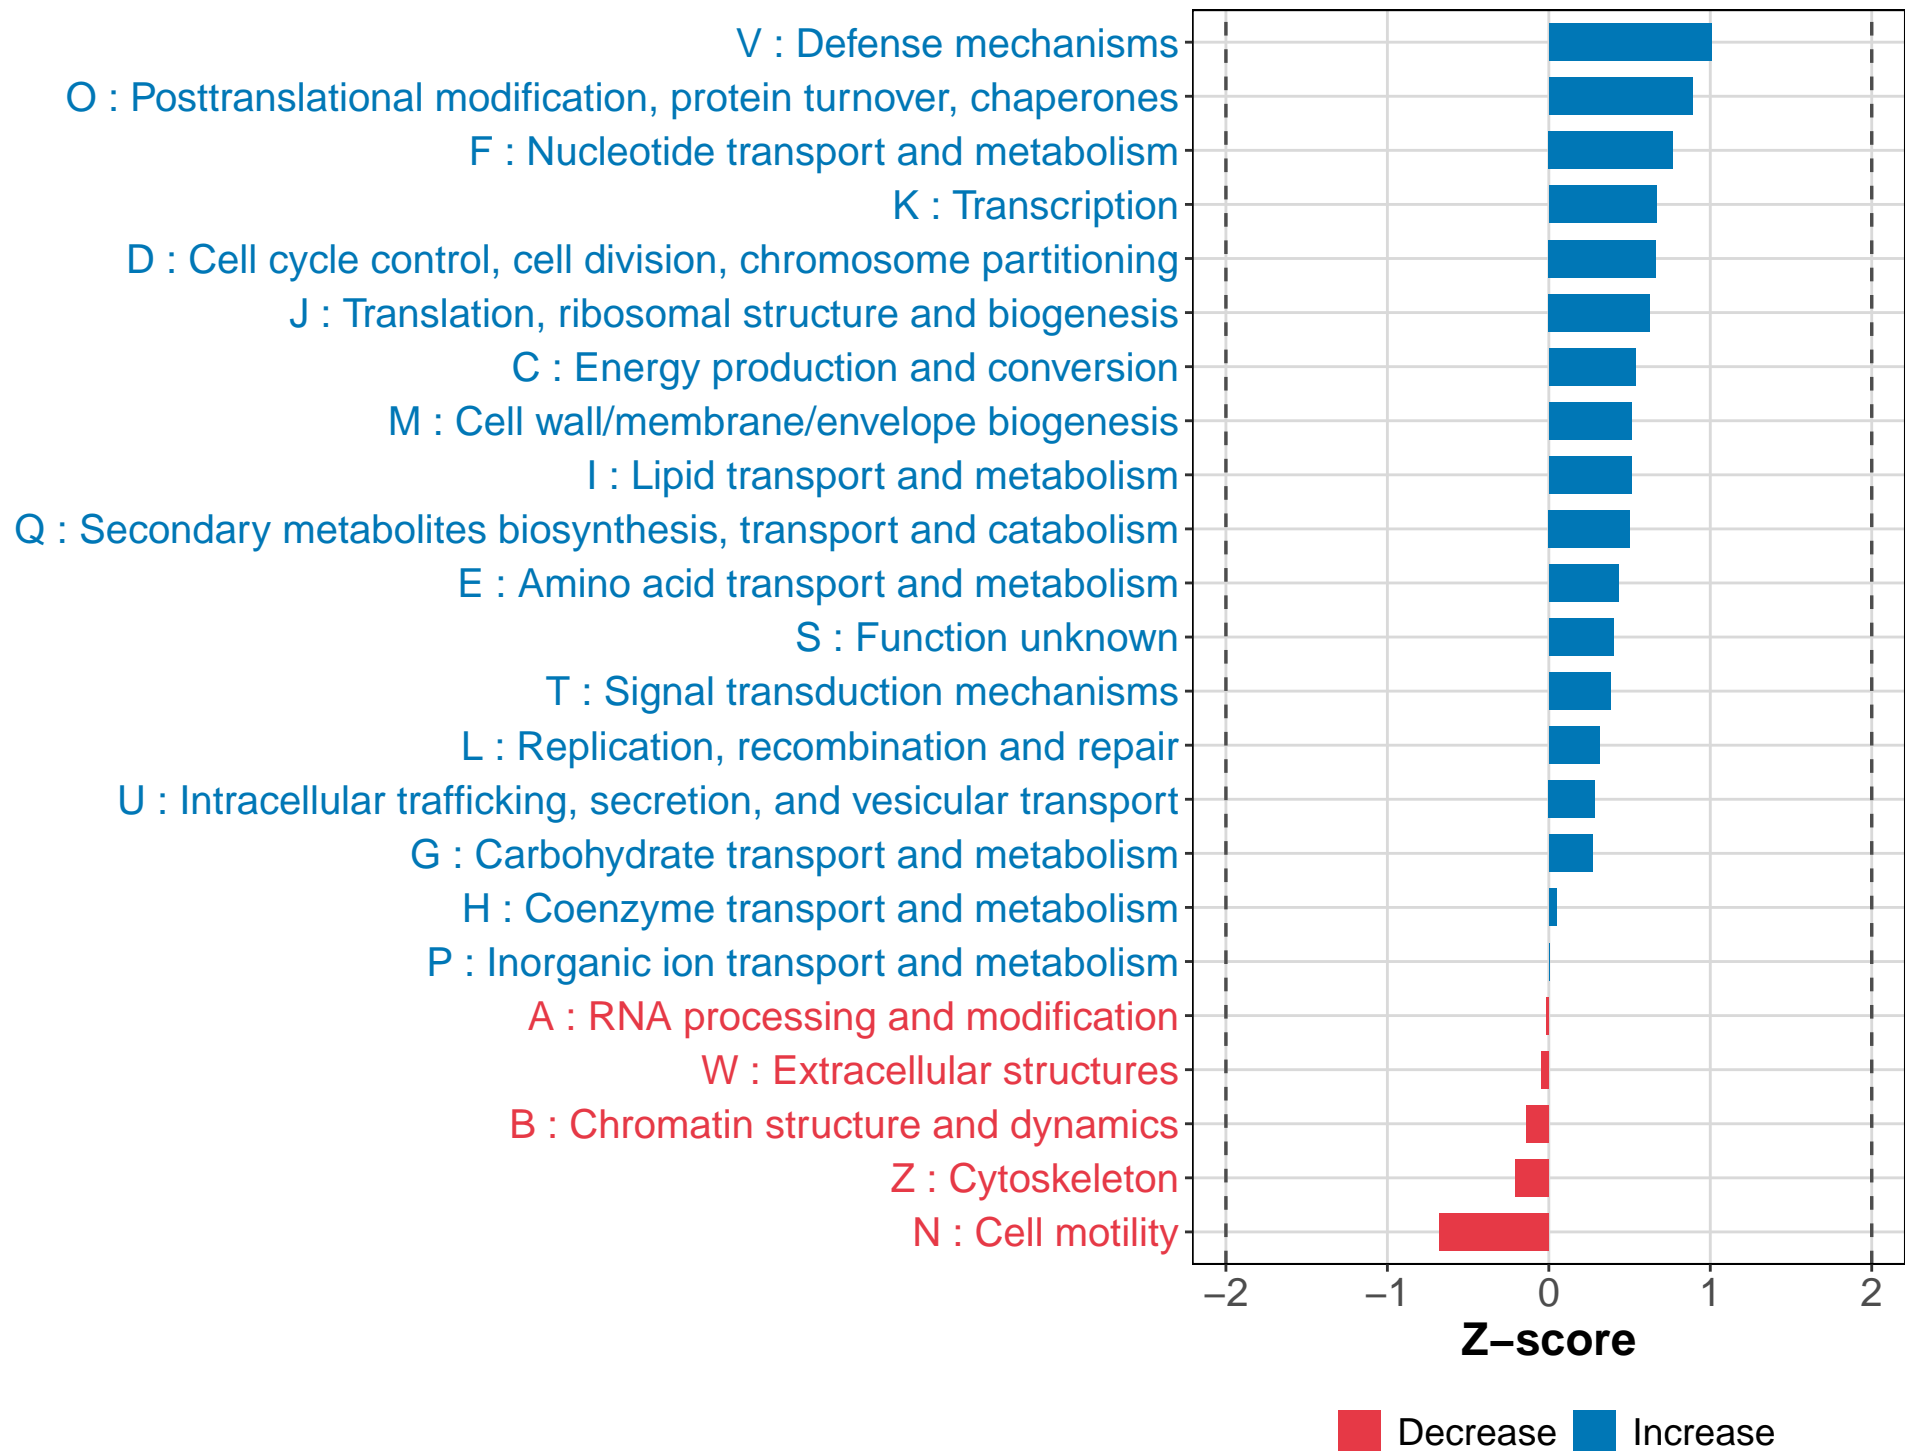 V : Defense mechanisms
O : Posttranslational modification, protein turnover, chaperones
F : Nucleotide transport and metabolism
K : Transcription
D : Cell cycle control, cell division, chromosome partitioning
J : Translation, ribosomal structure and biogenesis
C : Energy production and conversion
M : Cell wall/membrane/envelope biogenesis
I : Lipid transport and metabolism
Q : Secondary metabolites biosynthesis, transport and catabolism
E : Amino acid transport and metabolism
S : Function unknown
T : Signal transduction mechanisms
L : Replication, recombination and repair
U : Intracellular trafficking, secretion, and vesicular transport
G : Carbohydrate transport and metabolism
H : Coenzyme transport and metabolism
P : Inorganic ion transport and metabolism
A : RNA processing and modification
W : Extracellular structures
B : Chromatin structure and dynamics
Z : Cytoskeleton
N : Cell motility
−2 −1 0 1 2
Z−score
Decrease Increase